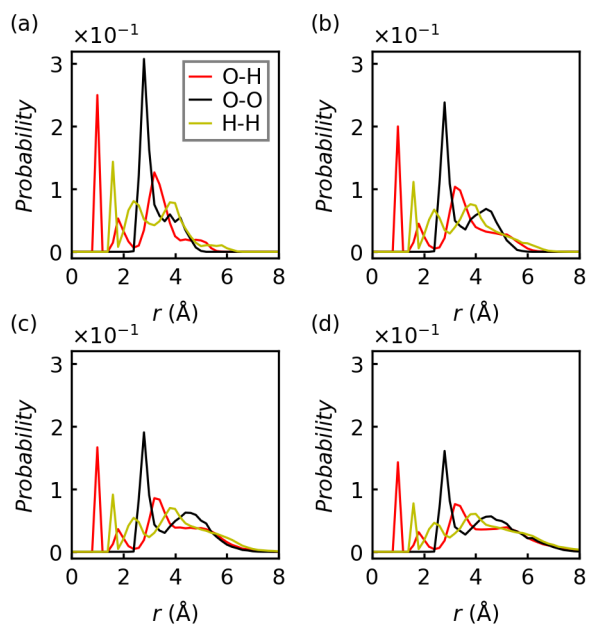 (a)
×10⁻¹
Probability
3
2
1
0
0 2 4 6 8
r (Å)
O-H
O-O
H-H
(b)
×10⁻¹
Probability
3
2
1
0
0 2 4 6 8
r (Å)
(c)
×10⁻¹
Probability
3
2
1
0
0 2 4 6 8
r (Å)
(d)
×10⁻¹
Probability
3
2
1
0
0 2 4 6 8
r (Å)